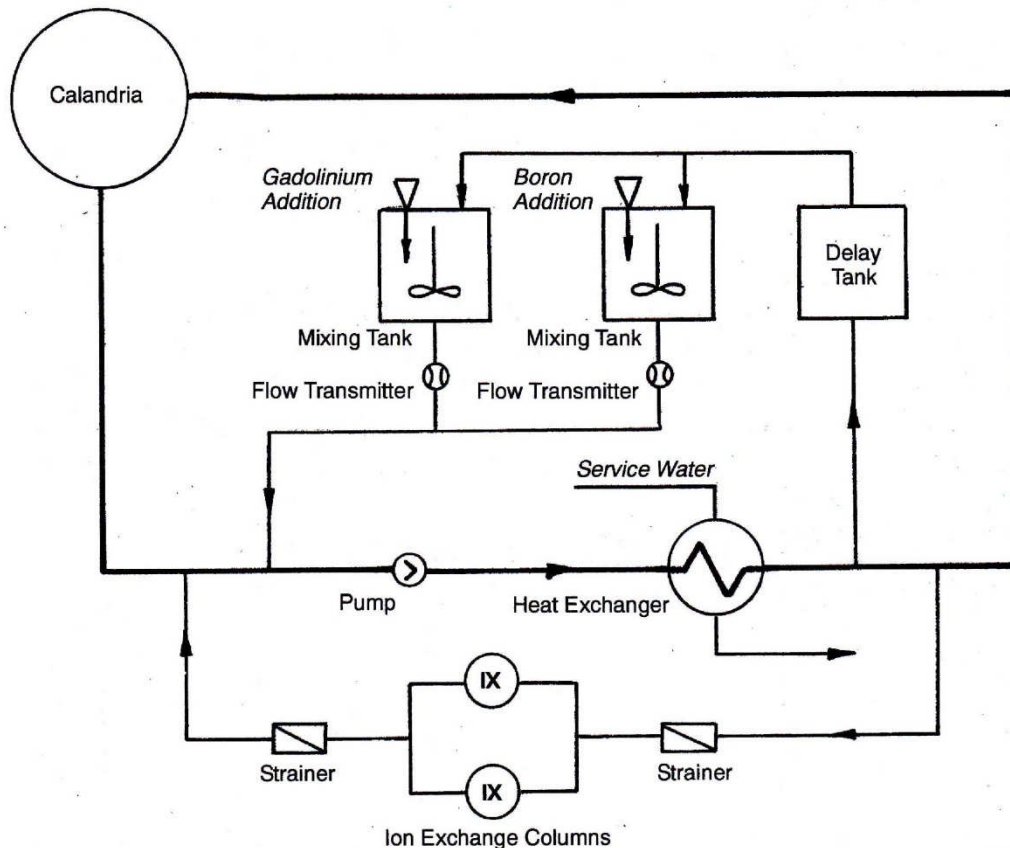 Calandria
Gadolinium
Addition
Boron
Addition
Delay
Tank
Mixing Tank
Mixing Tank
Flow Transmitter
Flow Transmitter
Service Water
Pump
Heat Exchanger
IX
Strainer
Strainer
IX
Ion Exchange Columns